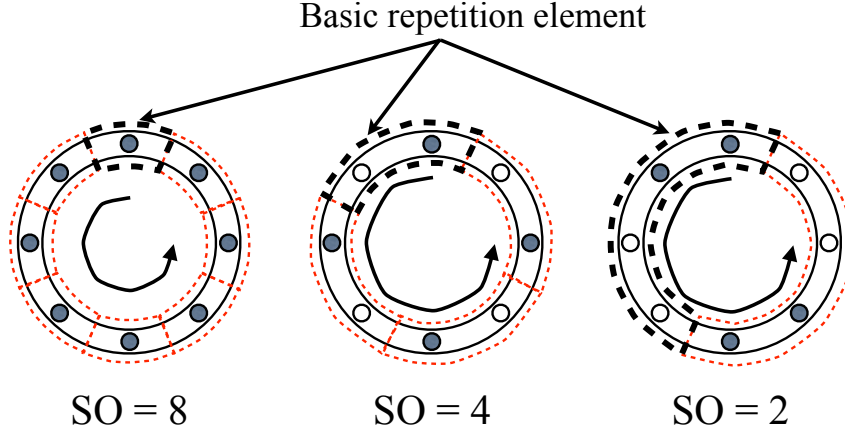 Basic repetition element
SO = 8
SO = 4
SO = 2